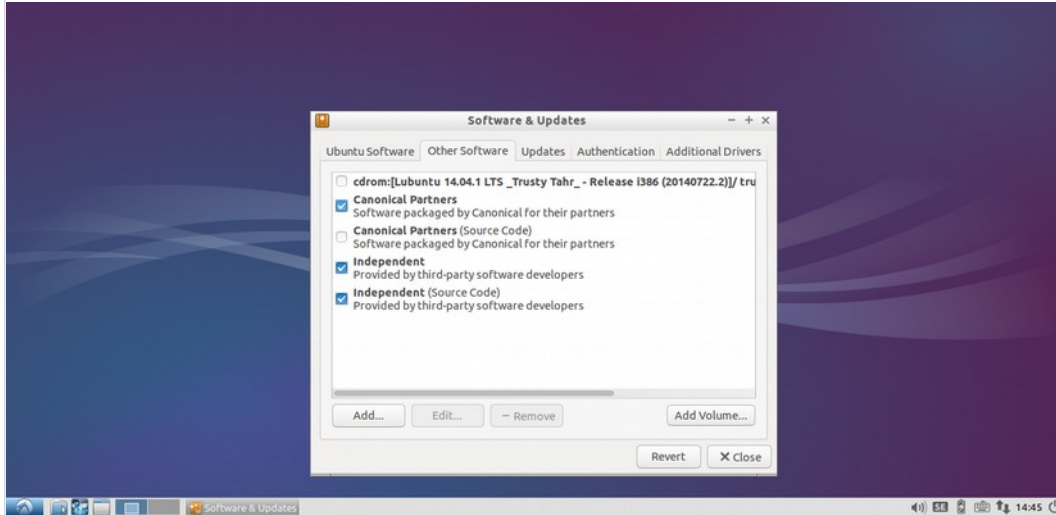 Software & Updates
Ubuntu Software Other Software Updates Authentication Additional Drivers
cdrom:[Lubuntu 14.04.1 LTS _Trusty Tahr_ - Release i386 (20140722.2)]/ tru
Canonical Partners
Software packaged by Canonical for their partners
Canonical Partners (Source Code)
Software packaged by Canonical for their partners
Independent
Provided by third-party software developers
Independent (Source Code)
Provided by third-party software developers
Add... Edit... Remove Add Volume...
Revert Close
Software & Updates SE 14:45